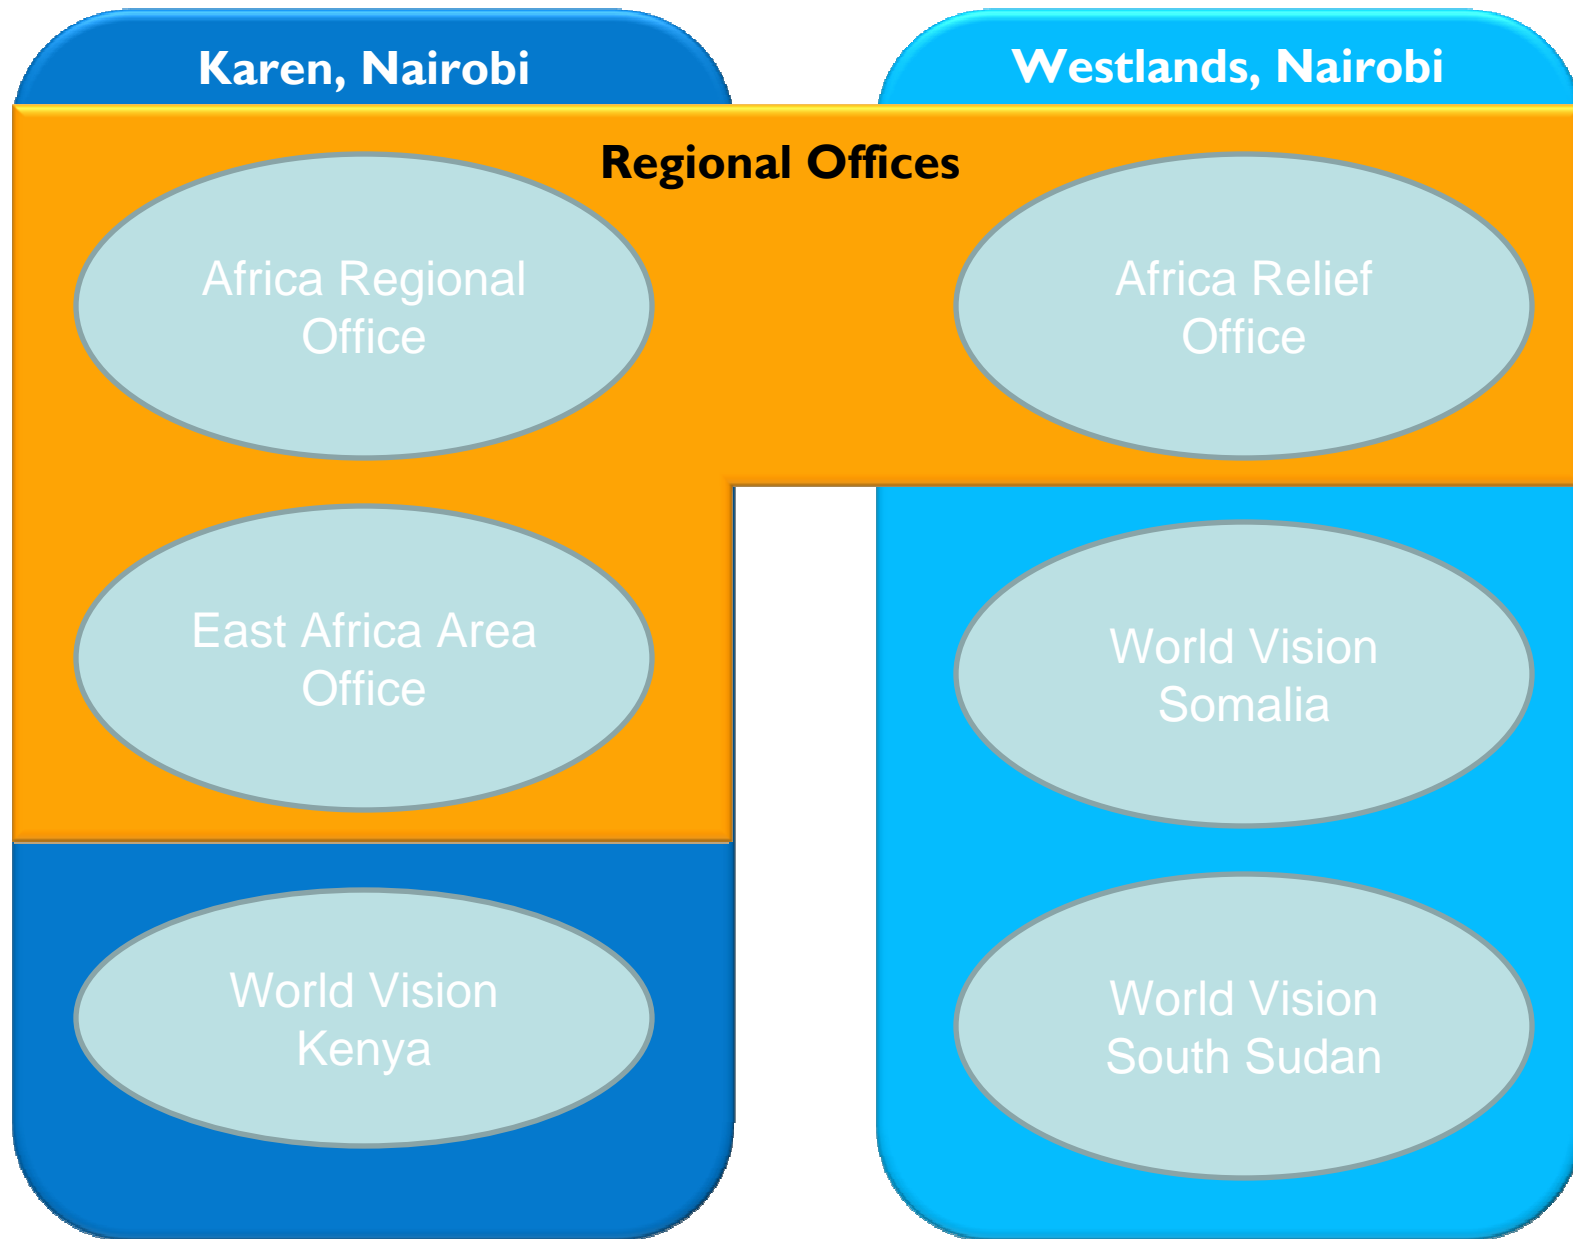 Karen, Nairobi
Westlands, Nairobi
Regional Offices
Africa Regional
Office
Africa Relief
Office
East Africa Area
Office
World Vision
Somalia
World Vision
Kenya
World Vision
South Sudan